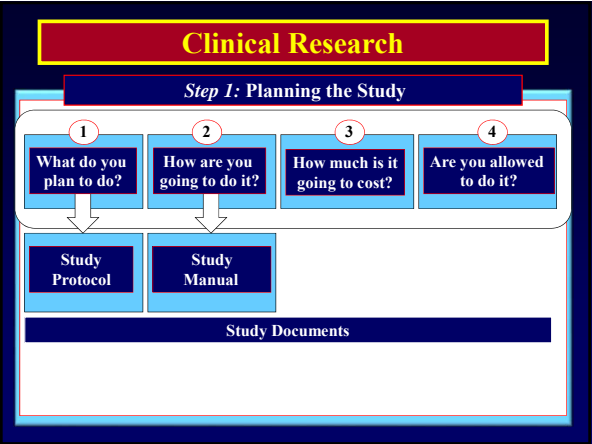 Clinical Research
Step 1: Planning the Study
1
2
3
4
What do you
plan to do?
How are you
going to do it?
How much is it
going to cost?
Are you allowed
to do it?
Study
Protocol
Study
Manual
Study Documents